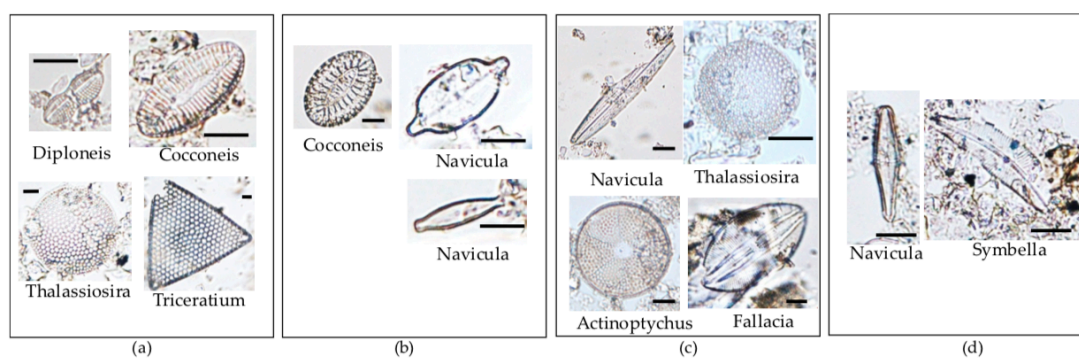 Diploneis
Cocconeis
Thalassiosira
Triceratium
(a)
Cocconeis
Navicula
Navicula
(b)
Navicula
Thalassiosira
Actinoptychus
Fallacia
(c)
Navicula
Symbella
(d)